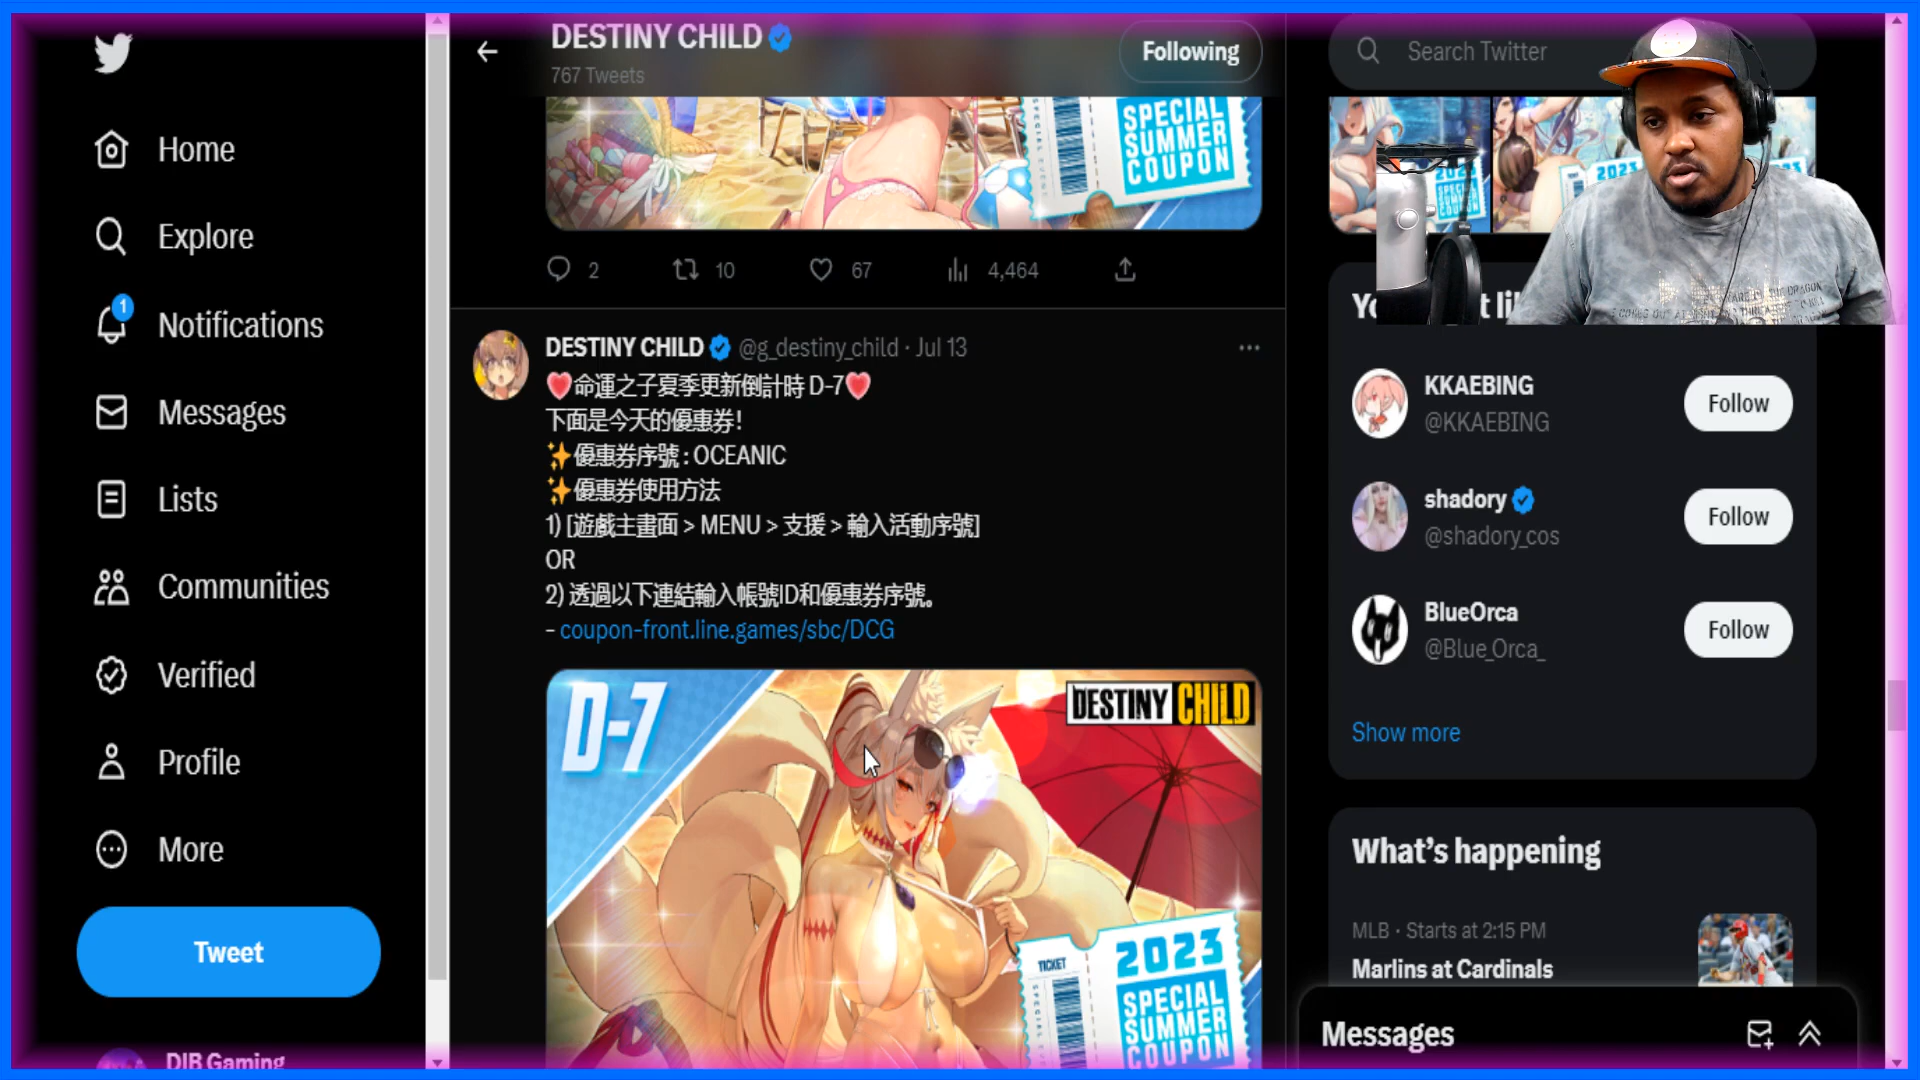 Home
Explore
1
Notifications
Messages
Lists
Communities
Verified
Profile
More
Tweet
DIB Gaming
DESTINY CHILD
767 Tweets
Following
SPECIAL
SUMMER
COUPON
2 10 67 4,464
DESTINY CHILD @g_destiny_child · Jul 13
❤命運之子夏季更新倒計時 D-7❤
下面是今天的優惠券!
✨優惠券序號 : OCEANIC
✨優惠券使用方法
1) [遊戲主畫面 > MENU > 支援 > 輸入活動序號]
OR
2) 透過以下連結輸入帳號ID和優惠券序號。
- coupon-front.line.games/sbc/DCG
D-7
DESTINY CHILD
TICKET
2023
SPECIAL
SUMMER
COUPON
Search Twitter
2023
KKAEBING
@KKAEBING
Follow
shadory
@shadory_cos
Follow
BlueOrca
@Blue_Orca_
Follow
Show more
What's happening
MLB · Starts at 2:15 PM
Marlins at Cardinals
Messages